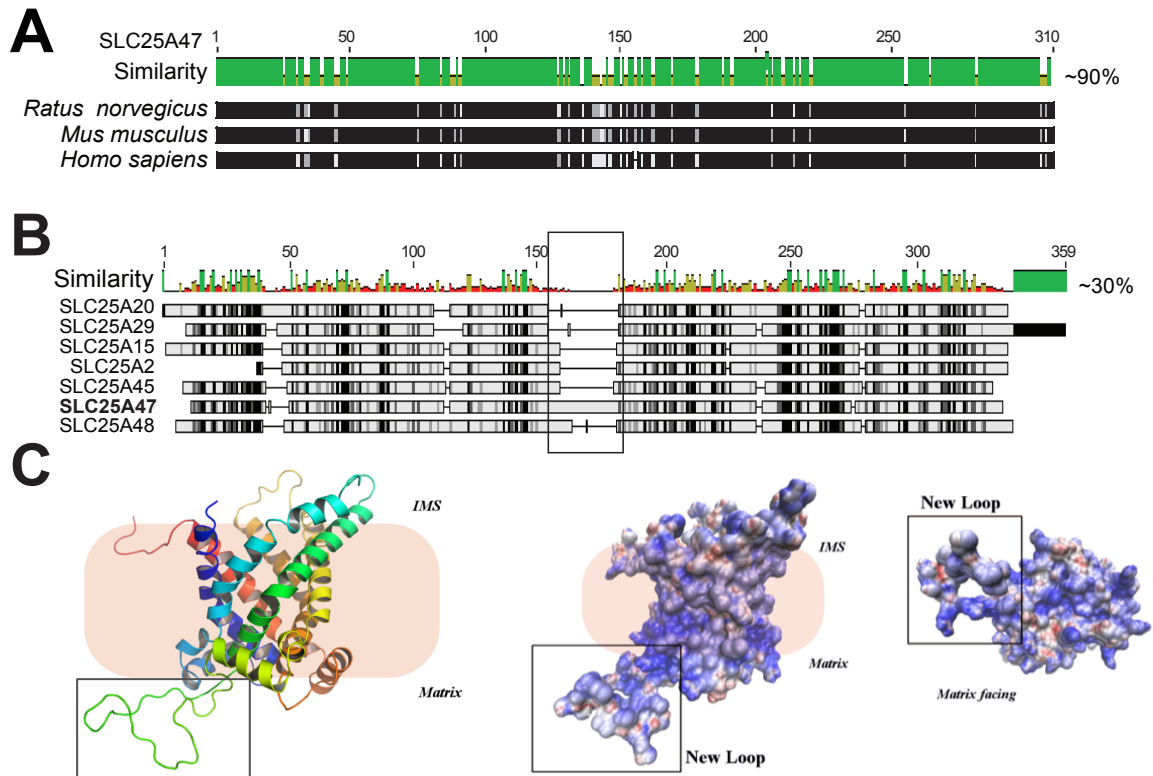 A
SLC25A47
1 50 100 150 200 250 310
Similarity
~90%
Ratus norvegicus
Mus musculus
Homo sapiens
B
1 50 100 150 200 250 300 359
Similarity
~30%
SLC25A20
SLC25A29
SLC25A15
SLC25A2
SLC25A45
SLC25A47
SLC25A48
C
IMS
Matrix
IMS
Matrix
New Loop
New Loop
Matrix facing